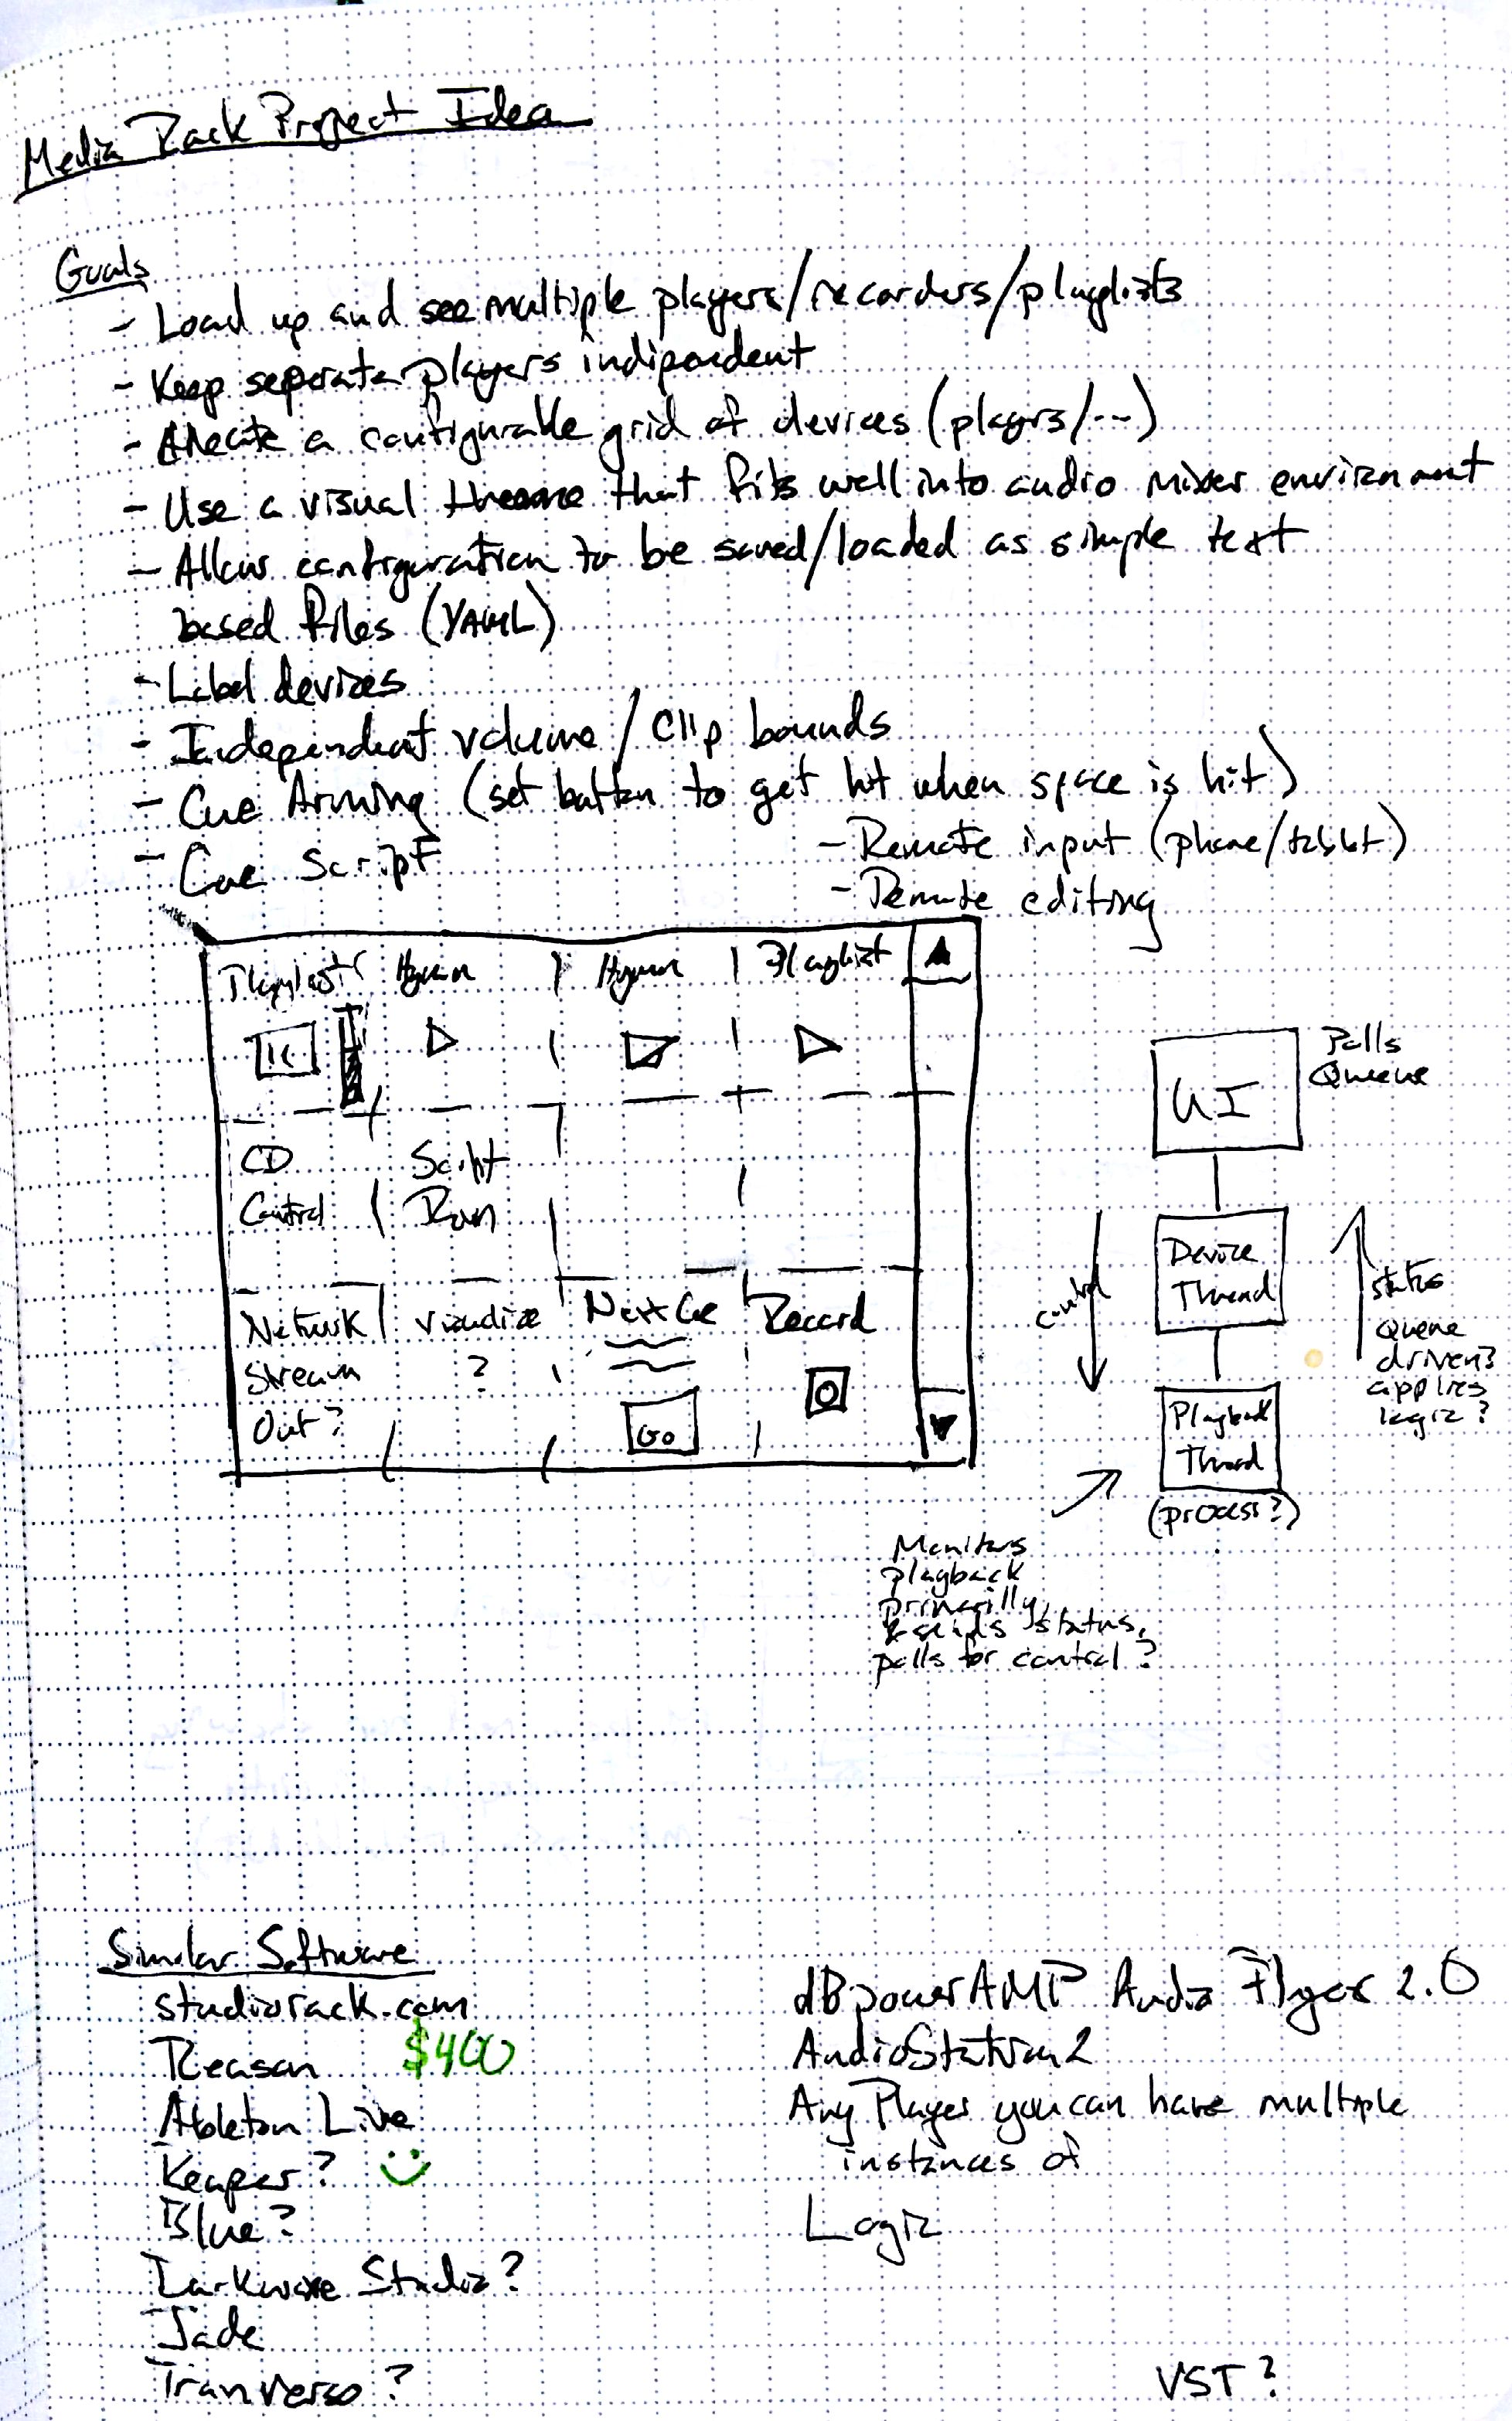 Media Rack Project Idea
Goals
- Load up and see multiple players/recorders/playlists
- Keep seperate players indipendent
- Create a configurable grid of devices (players/...)
- Use a visual theme that fits well into audio mixer environment
- Allow configuration to be saved/loaded as simple text
based files (YAML)
- Label devices
- Independent volume / clip bounds
- Cue Arming (set button to get hit when space is hit)
- Cue Script
- Remote input (phone/tablet)
- Remote editing
Playlist Hymn Hymn Playlist
CD
Control
Script
Run
Network
Stream
Out?
Visualize
?
Next Cue
Go
Record
UI
Polls
Queue
Device
Thread
control
status
Queue
driven?
applies
logic?
Playback
Thread
(process?)
Monitors
playback
primarilly
& sends status,
polls for control?
Similar Software
studiorack.com
Reason $400
Ableton Live
Reaper?
Blue?
Darkwave Studio?
Jade
Tranverso?
dBpowerAMP Audio Flyer 2.0
AudioStation2
Any Player you can have multiple
instances of
Logic
VST?